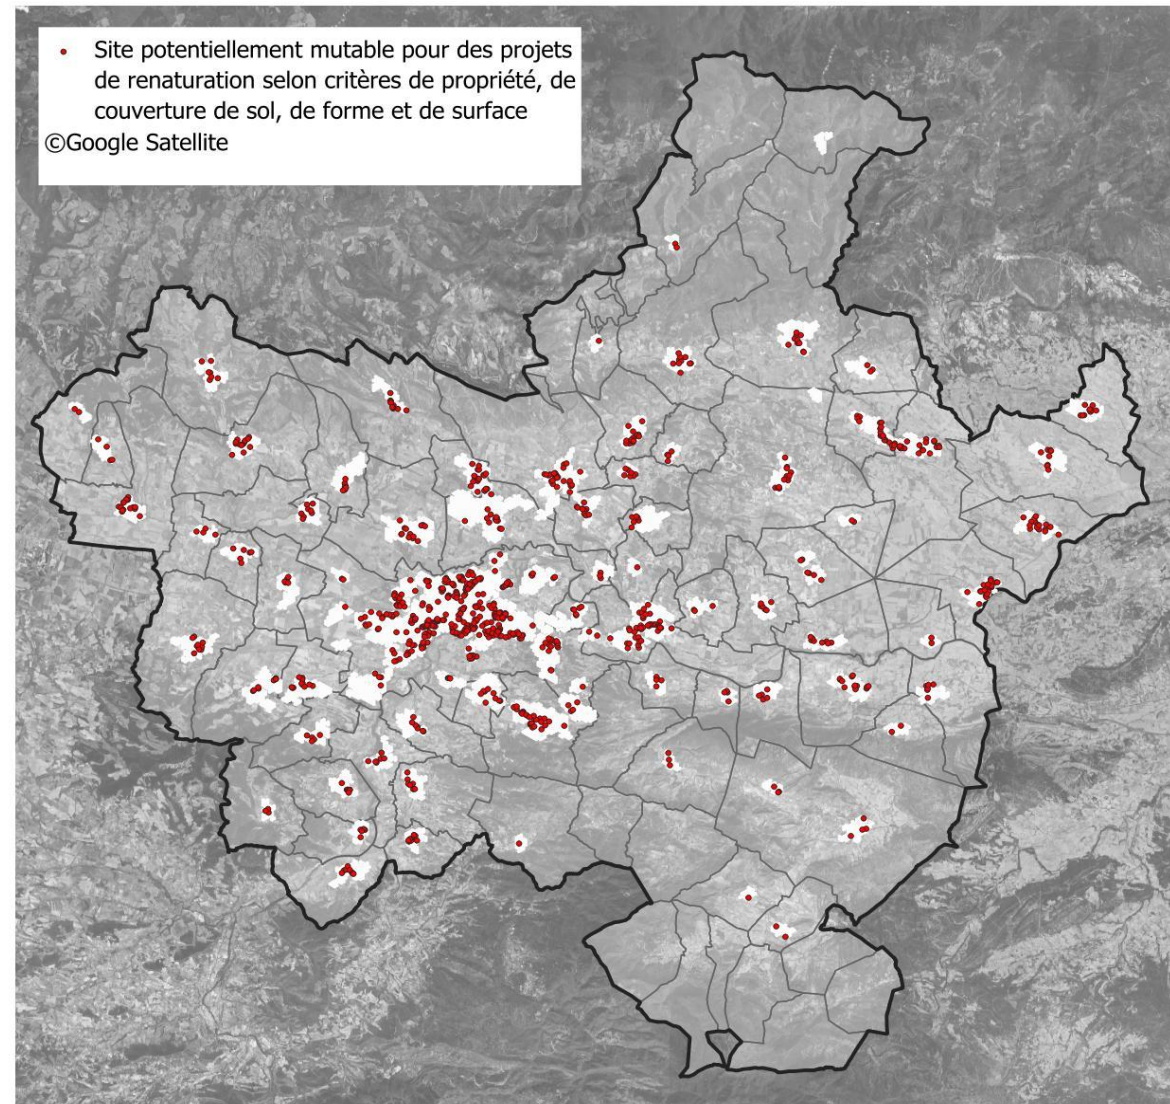 Site potentiellement mutable pour des projets
de renaturation selon critères de propriété, de
couverture de sol, de forme et de surface
©Google Satellite